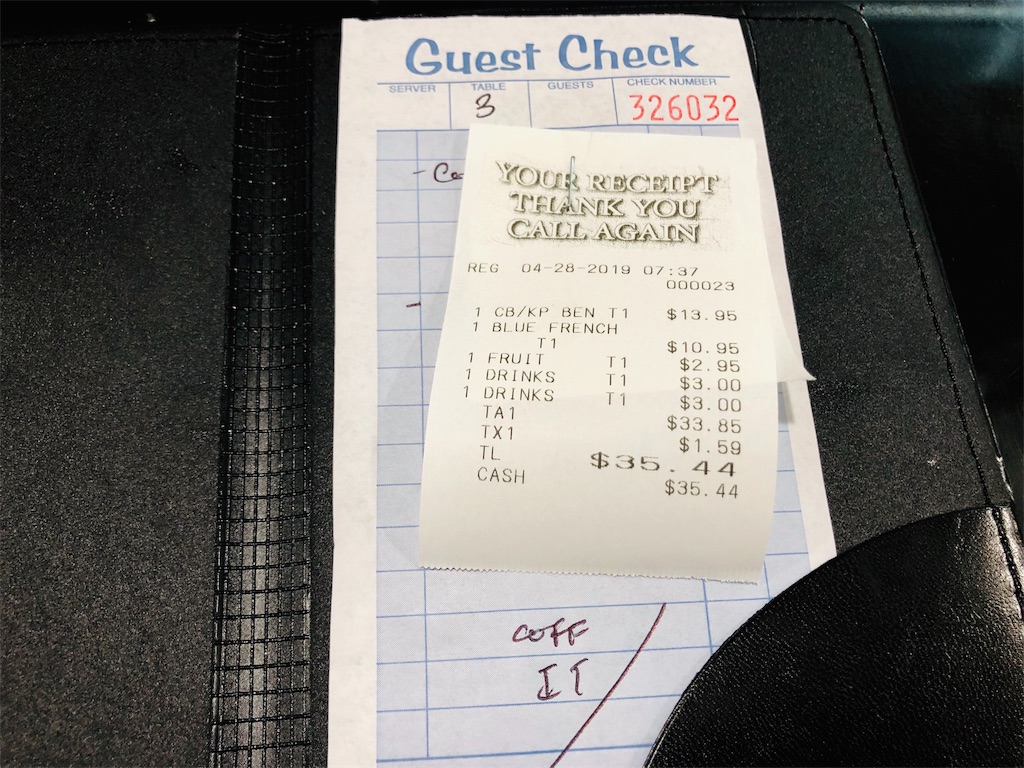 Guest Check
SERVER TABLE GUESTS CHECK NUMBER
3 326032
YOUR RECEIPT
THANK YOU
CALL AGAIN
REG 04-28-2019 07:37
000023
1 CB/KP BEN T1 $13.95
1 BLUE FRENCH
T1 $10.95
1 FRUIT T1 $2.95
1 DRINKS T1 $3.00
1 DRINKS T1 $3.00
TA1 $33.85
TX1 $1.59
TL $35.44
CASH $35.44
COFF
IT